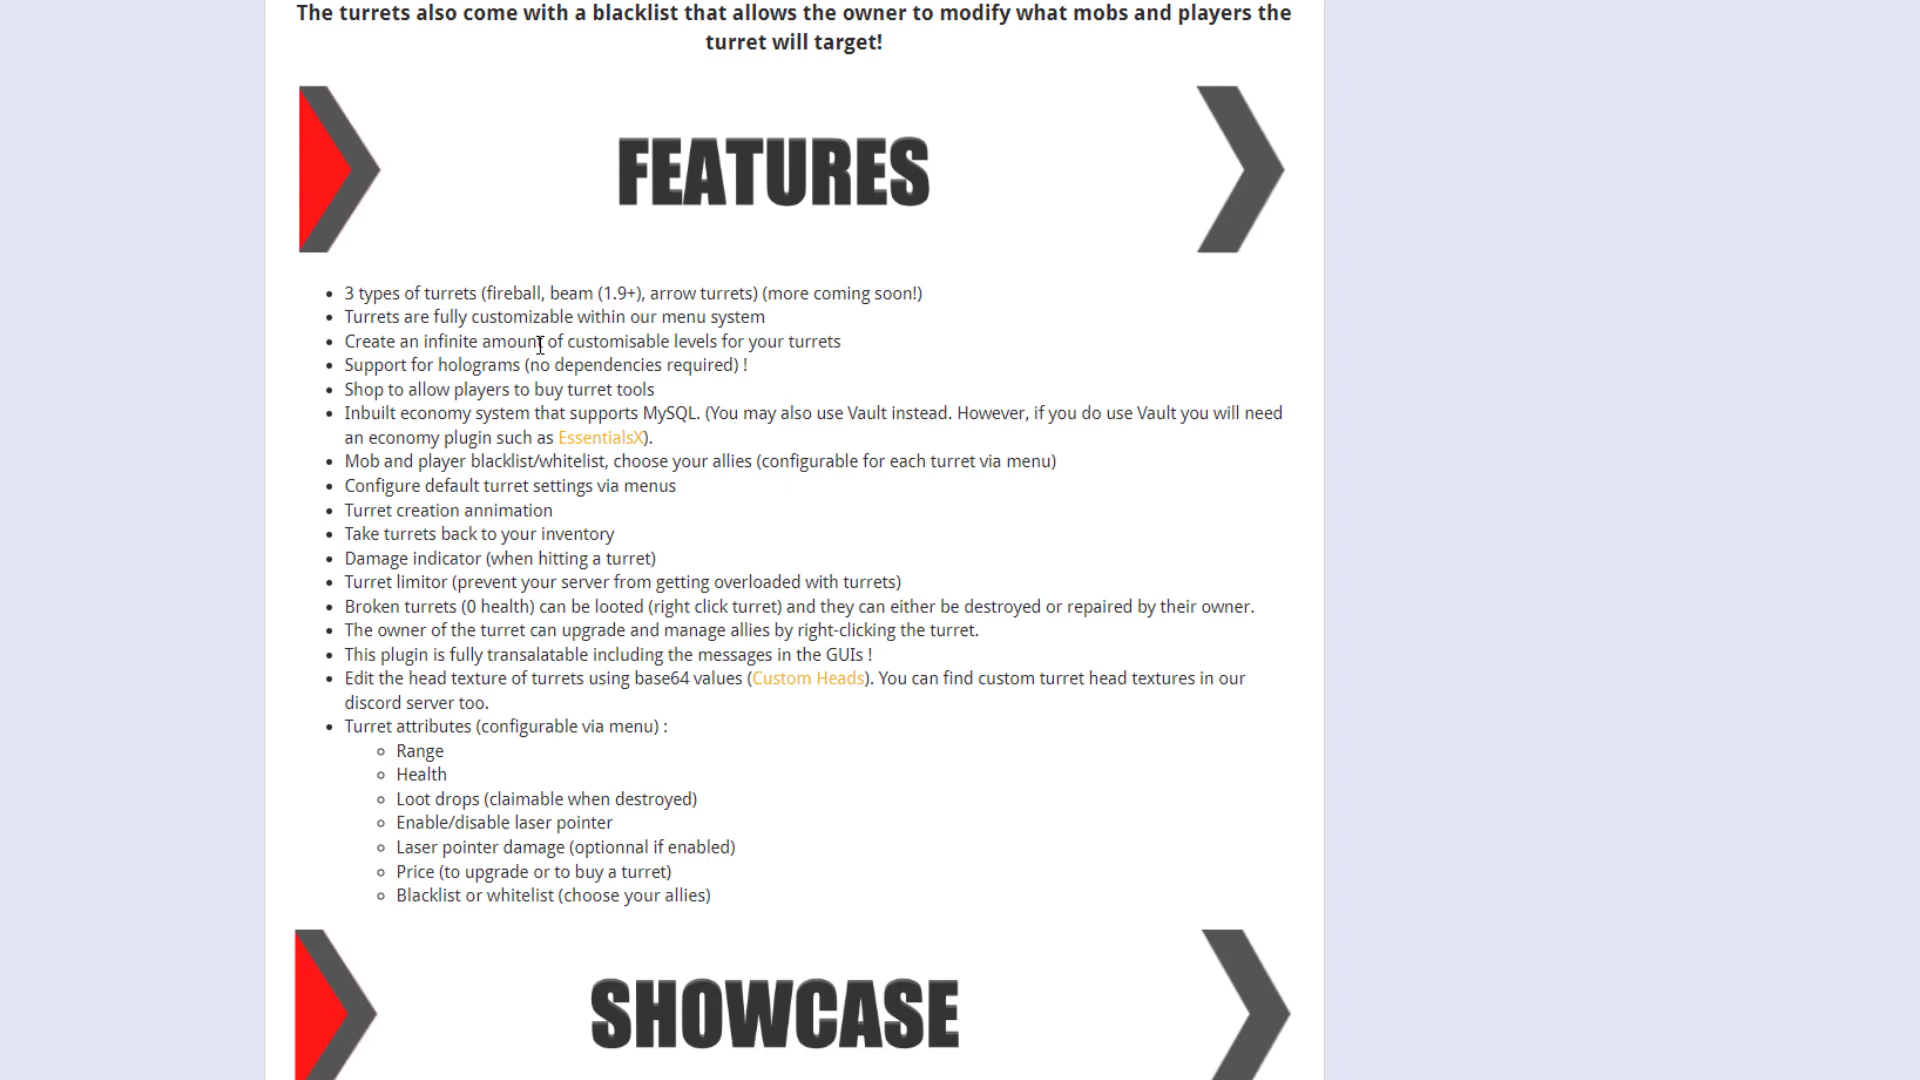 The turrets also come with a blacklist that allows the owner to modify what mobs and players the
turret will target!
FEATURES
3 types of turrets (fireball, beam (1.9+), arrow turrets) (more coming soon!)
Turrets are fully customizable within our menu system
Create an infinite amount of customisable levels for your turrets
Support for holograms (no dependencies required) !
Shop to allow players to buy turret tools
Inbuilt economy system that supports MySQL. (You may also use Vault instead. However, if you do use Vault you will need
an economy plugin such as EssentialsX).
Mob and player blacklist/whitelist, choose your allies (configurable for each turret via menu)
Configure default turret settings via menus
Turret creation annimation
Take turrets back to your inventory
Damage indicator (when hitting a turret)
Turret limitor (prevent your server from getting overloaded with turrets)
Broken turrets (0 health) can be looted (right click turret) and they can either be destroyed or repaired by their owner.
The owner of the turret can upgrade and manage allies by right-clicking the turret.
This plugin is fully transalatable including the messages in the GUIs !
Edit the head texture of turrets using base64 values (Custom Heads). You can find custom turret head textures in our
discord server too.
Turret attributes (configurable via menu) :
Range
Health
Loot drops (claimable when destroyed)
Enable/disable laser pointer
Laser pointer damage (optionnal if enabled)
Price (to upgrade or to buy a turret)
Blacklist or whitelist (choose your allies)
SHOWCASE